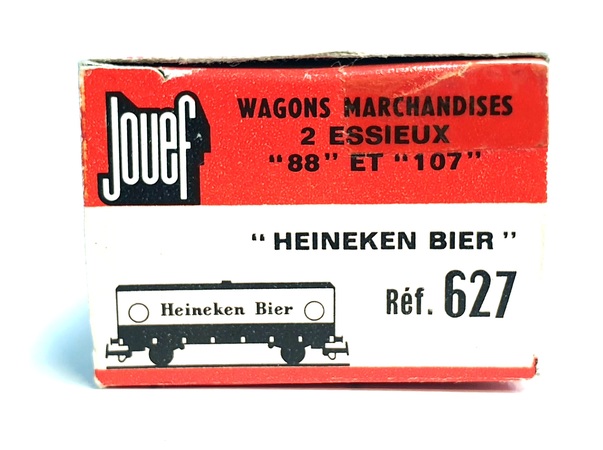 Jouef
WAGONS MARCHANDISES
2 ESSIEUX
"88" ET "107"
"HEINEKEN BIER"
Réf. 627
Heineken Bier